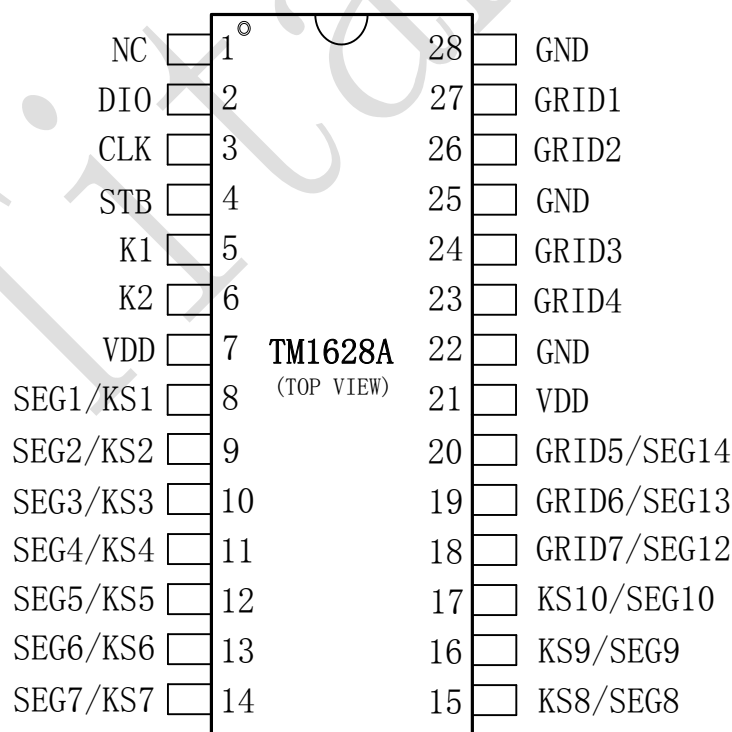 NC 1 28 GND
DIO 2 27 GRID1
CLK 3 26 GRID2
STB 4 25 GND
K1 5 24 GRID3
K2 6 23 GRID4
VDD 7 TM1628A 22 GND
SEG1/KS1 8 (TOP VIEW) 21 VDD
SEG2/KS2 9 20 GRID5/SEG14
SEG3/KS3 10 19 GRID6/SEG13
SEG4/KS4 11 18 GRID7/SEG12
SEG5/KS5 12 17 KS10/SEG10
SEG6/KS6 13 16 KS9/SEG9
SEG7/KS7 14 15 KS8/SEG8